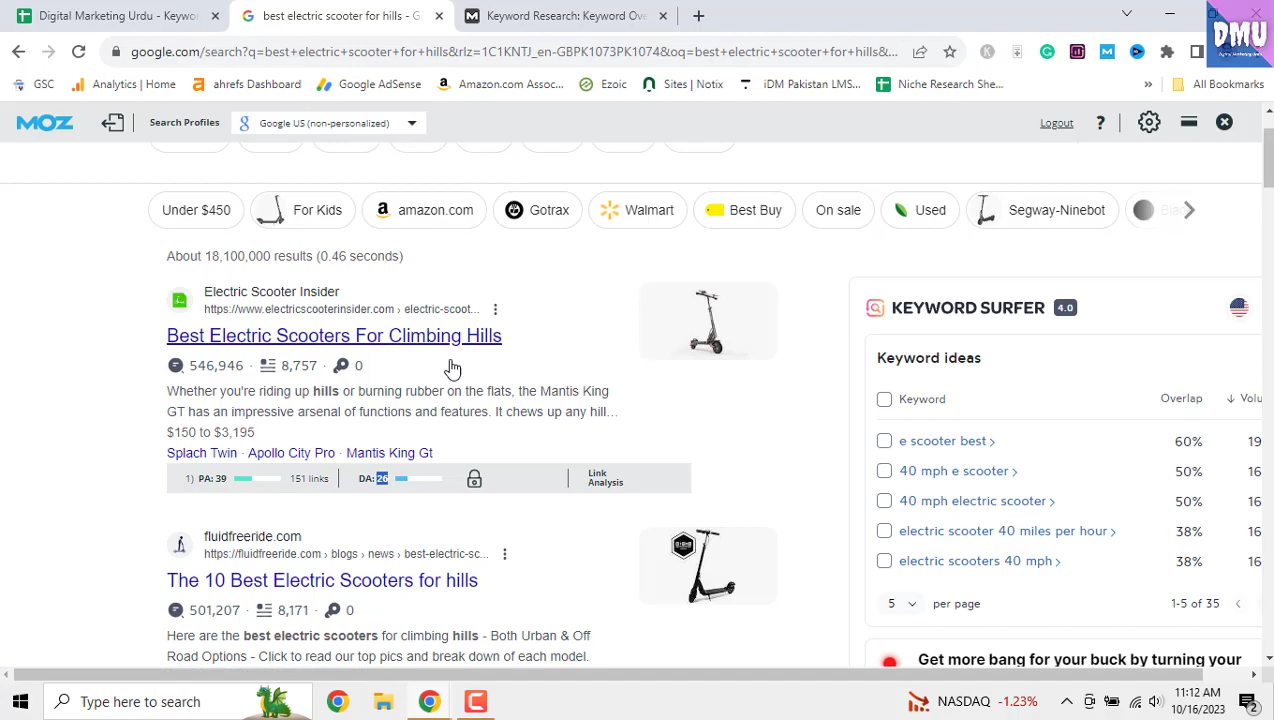 Digital Marketing Urdu - Keywo
best electric scooter for hills - G
Keyword Research: Keyword Ove
DMU
google.com/search?q=best+electric+scooter+for+hills&rlz=1C1KNTJ_en-GBPK1073PK1074&oq=best+electric+scooter+for+hills&...
GSC
Analytics | Home
ahrefs Dashboard
Google AdSense
Amazon.com Assoc...
Ezoic
Sites | Notix
iDM Pakistan LMS...
Niche Research She...
»
All Bookmarks
MOZ
Search Profiles
Google US (non-personalized)
Logout
?
Under $450
For Kids
amazon.com
Gotrax
Walmart
Best Buy
On sale
Used
Segway-Ninebot
About 18,100,000 results (0.46 seconds)
Electric Scooter Insider
https://www.electricscooterinsider.com › electric-scoot...
Best Electric Scooters For Climbing Hills
546,946 · 8,757 · 0
Whether you're riding up hills or burning rubber on the flats, the Mantis King
GT has an impressive arsenal of functions and features. It chews up any hill...
$150 to $3,195
Splach Twin · Apollo City Pro · Mantis King Gt
1) PA: 39 151 links DA: 26 Link
Analysis
fluidfreeride.com
https://fluidfreeride.com › blogs › news › best-electric-sc...
The 10 Best Electric Scooters for hills
501,207 · 8,171 · 0
Here are the best electric scooters for climbing hills - Both Urban & Off
Road Options - Click to read our top pics and break down of each model.
KEYWORD SURFER 4.0
Keyword ideas
Keyword Overlap Volu
e scooter best 60% 19
40 mph e scooter 50% 16
40 mph electric scooter 50% 16
electric scooter 40 miles per hour 38% 16
electric scooters 40 mph 38% 16
5 per page 1-5 of 35
Get more bang for your buck by turning your
Type here to search
NASDAQ -1.23%
11:12 AM
10/16/2023
2